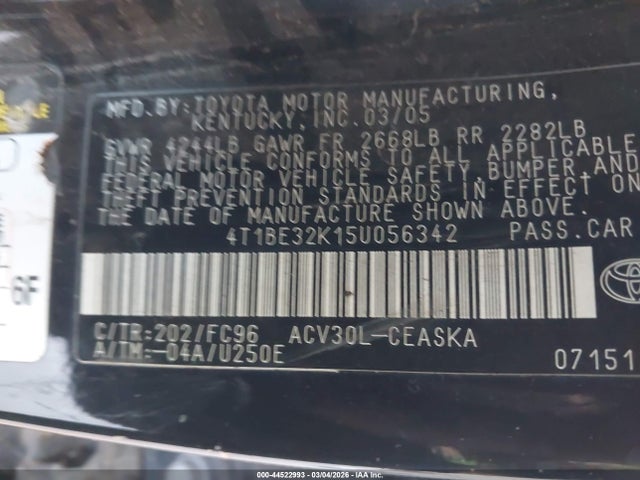 MFD.BY:TOYOTA MOTOR MANUFACTURING,
KENTUCKY,INC.03/05
GVWR 4244LB GAWR FR 2668LB RR 2282LB
THIS VEHICLE CONFORMS TO ALL APPLICABLE
FEDERAL MOTOR VEHICLE SAFETY,BUMPER,AND
THEFT PREVENTION STANDARDS IN EFFECT ON
THE DATE OF MANUFACTURE SHOWN ABOVE.
4T1BE32K15U056342 PASS.CAR
6F
C/TR:202/FC96 ACV30L-CEASKA
A/TM:-04A/U250E 07151
000-44522993 - 03/04/2026 - IAA Inc.